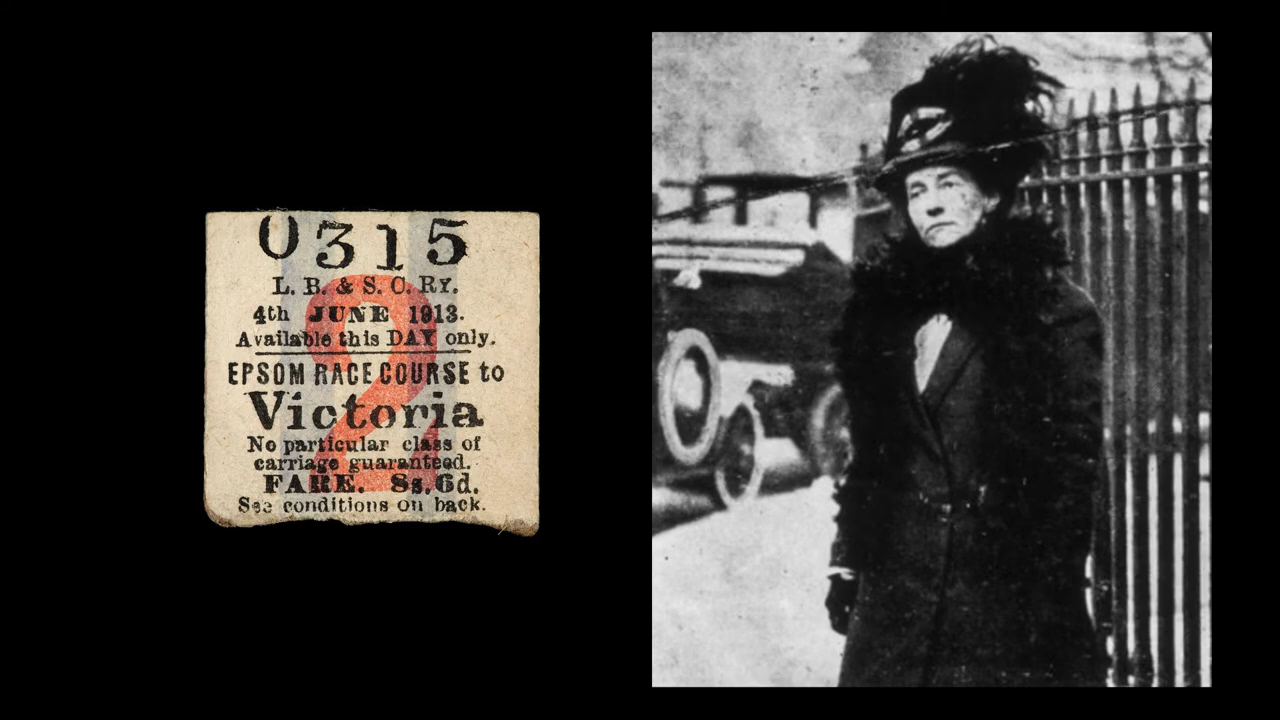 0315
L. B. & S. C. RY.
4th JUNE 1913.
Available this DAY only.
EPSOM RACE COURSE to
Victoria
2
No particular class of
carriage guaranteed.
FARE. 8s. 6d.
See conditions on back.